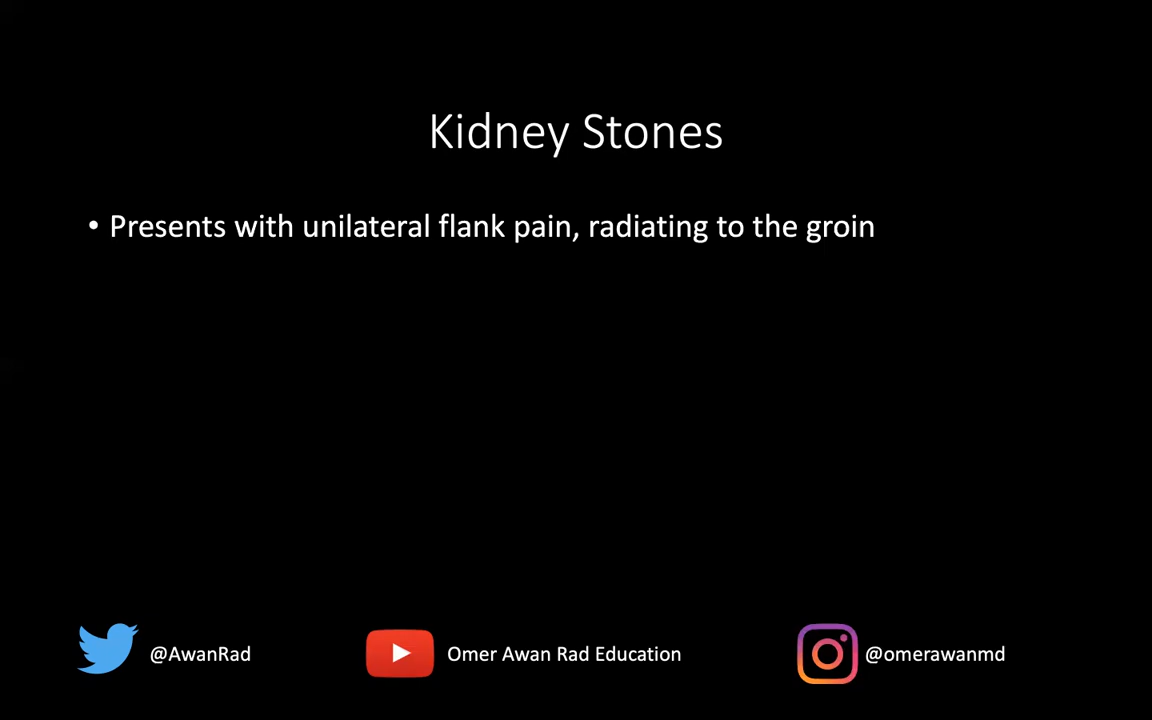 Kidney Stones
• Presents with unilateral flank pain, radiating to the groin
@AwanRad
Omer Awan Rad Education
@omerawanmd